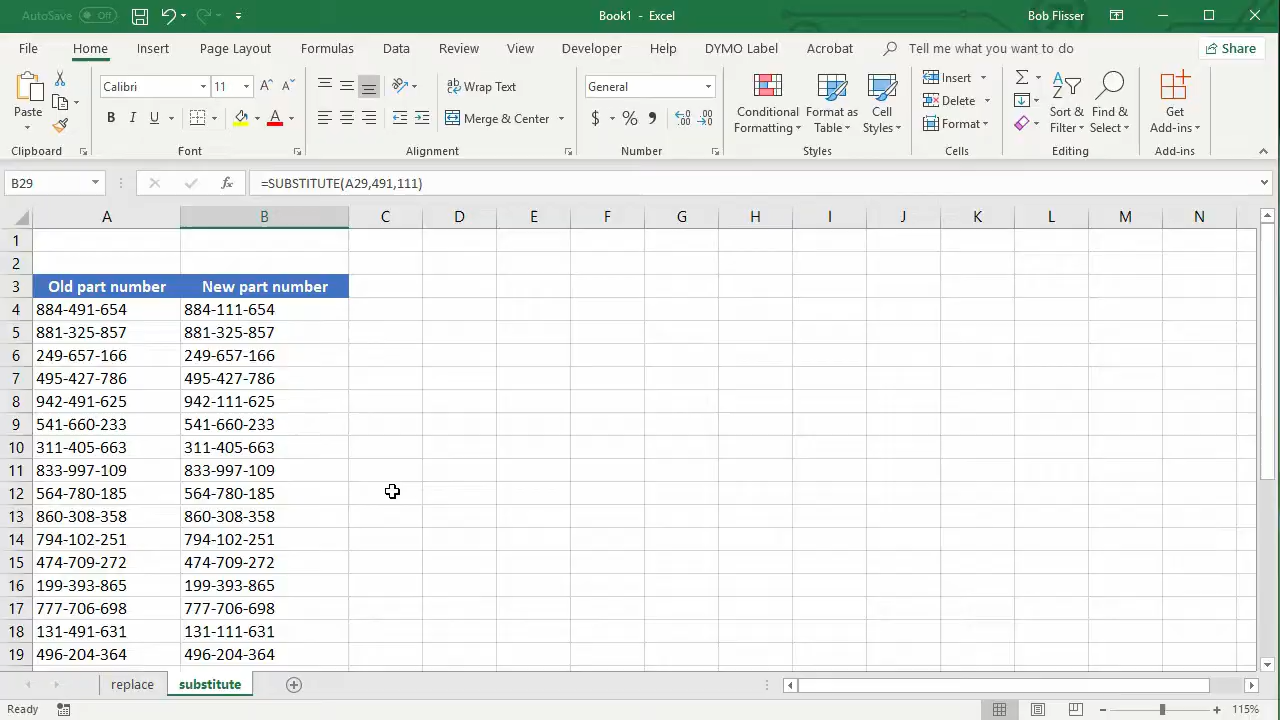 AutoSave Off Book1 - Excel Bob Flisser
File Home Insert Page Layout Formulas Data Review View Developer Help DYMO Label Acrobat Tell me what you want to do Share
Paste
Calibri 11
B I U A
Wrap Text
Merge & Center
General
$ % ,
Conditional Formatting
Format as Table
Cell Styles
Insert
Delete
Format
Sort & Filter
Find & Select
Get Add-ins
Clipboard Font Alignment Number Styles Cells Editing Add-ins
B29 fx =SUBSTITUTE(A29,491,111)
A B C D E F G H I J K L M N
1
2
3 Old part number New part number
4 884-491-654 884-111-654
5 881-325-857 881-325-857
6 249-657-166 249-657-166
7 495-427-786 495-427-786
8 942-491-625 942-111-625
9 541-660-233 541-660-233
10 311-405-663 311-405-663
11 833-997-109 833-997-109
12 564-780-185 564-780-185
13 860-308-358 860-308-358
14 794-102-251 794-102-251
15 474-709-272 474-709-272
16 199-393-865 199-393-865
17 777-706-698 777-706-698
18 131-491-631 131-111-631
19 496-204-364 496-204-364
replace substitute
Ready 115%